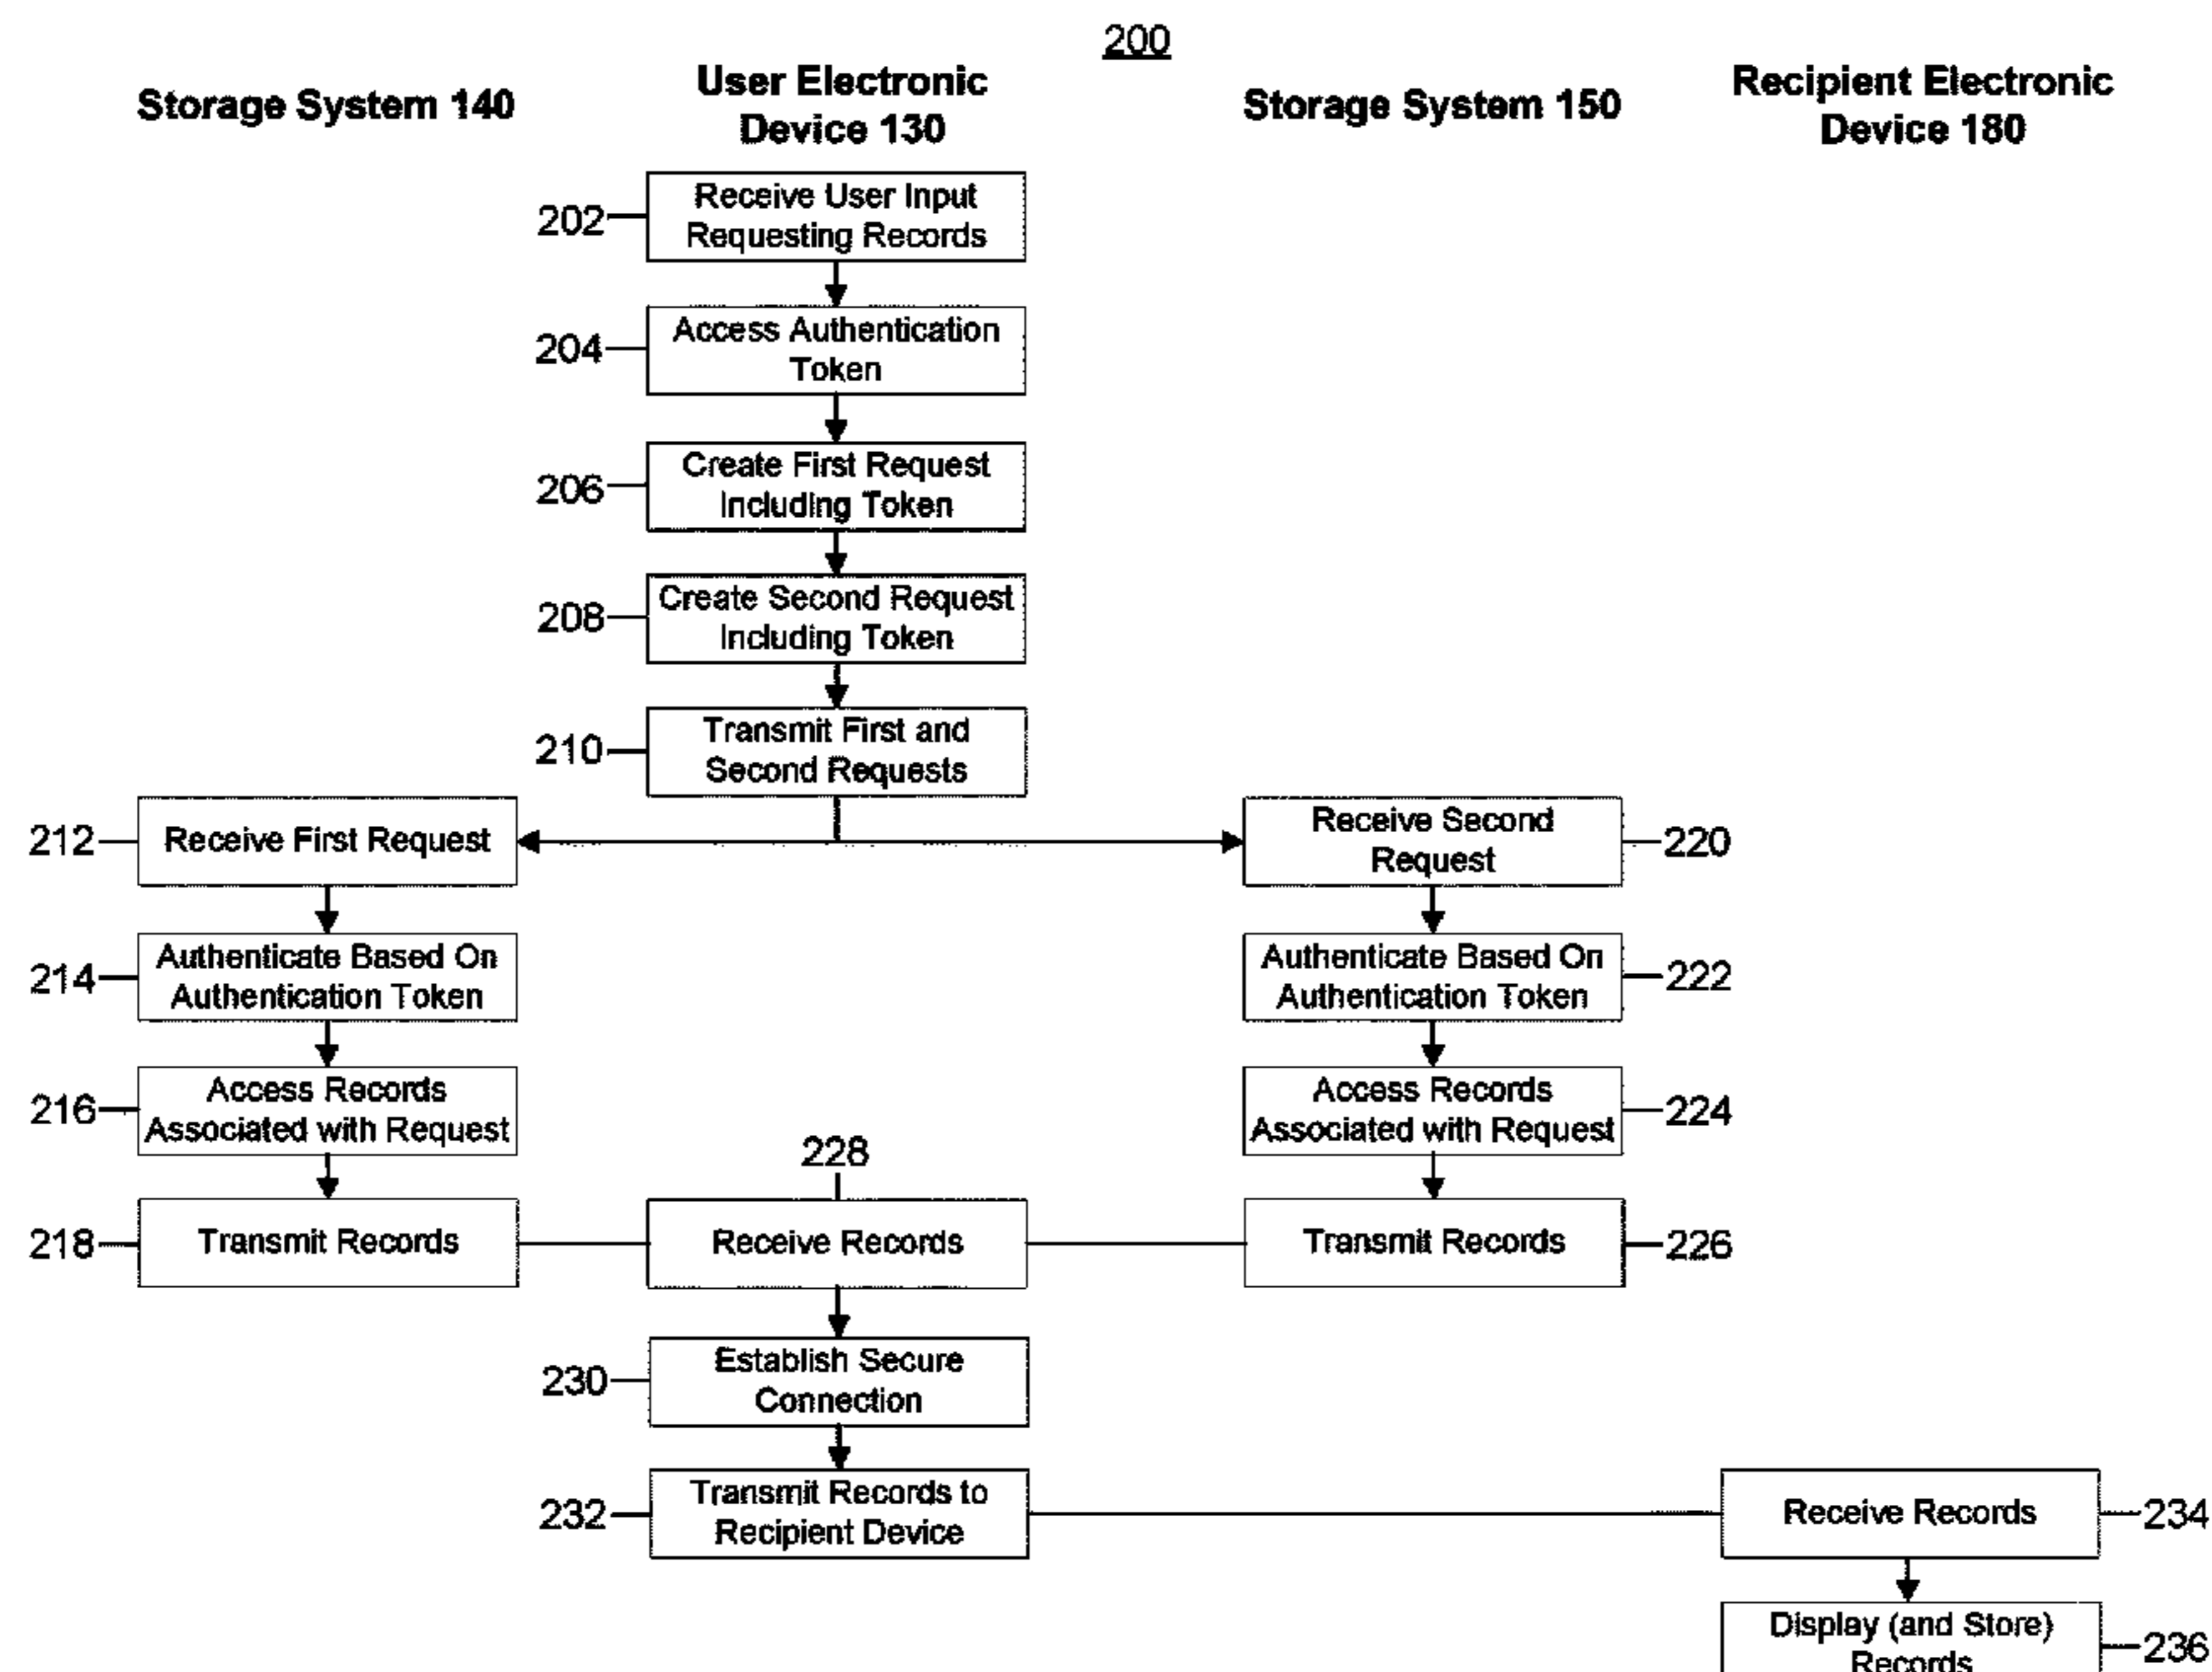 200
Storage System 140
User Electronic
Device 130
Storage System 150
Recipient Electronic
Device 180
202
Receive User Input
Requesting Records
204
Access Authentication
Token
206
Create First Request
Including Token
208
Create Second Request
Including Token
210
Transmit First and
Second Requests
212
Receive First Request
Receive Second
Request
220
214
Authenticate Based On
Authentication Token
Authenticate Based On
Authentication Token
222
216
Access Records
Associated with Request
Access Records
Associated with Request
224
228
218
Transmit Records
Receive Records
Transmit Records
226
230
Establish Secure
Connection
232
Transmit Records to
Recipient Device
Receive Records
234
Display (and Store)
Records
236